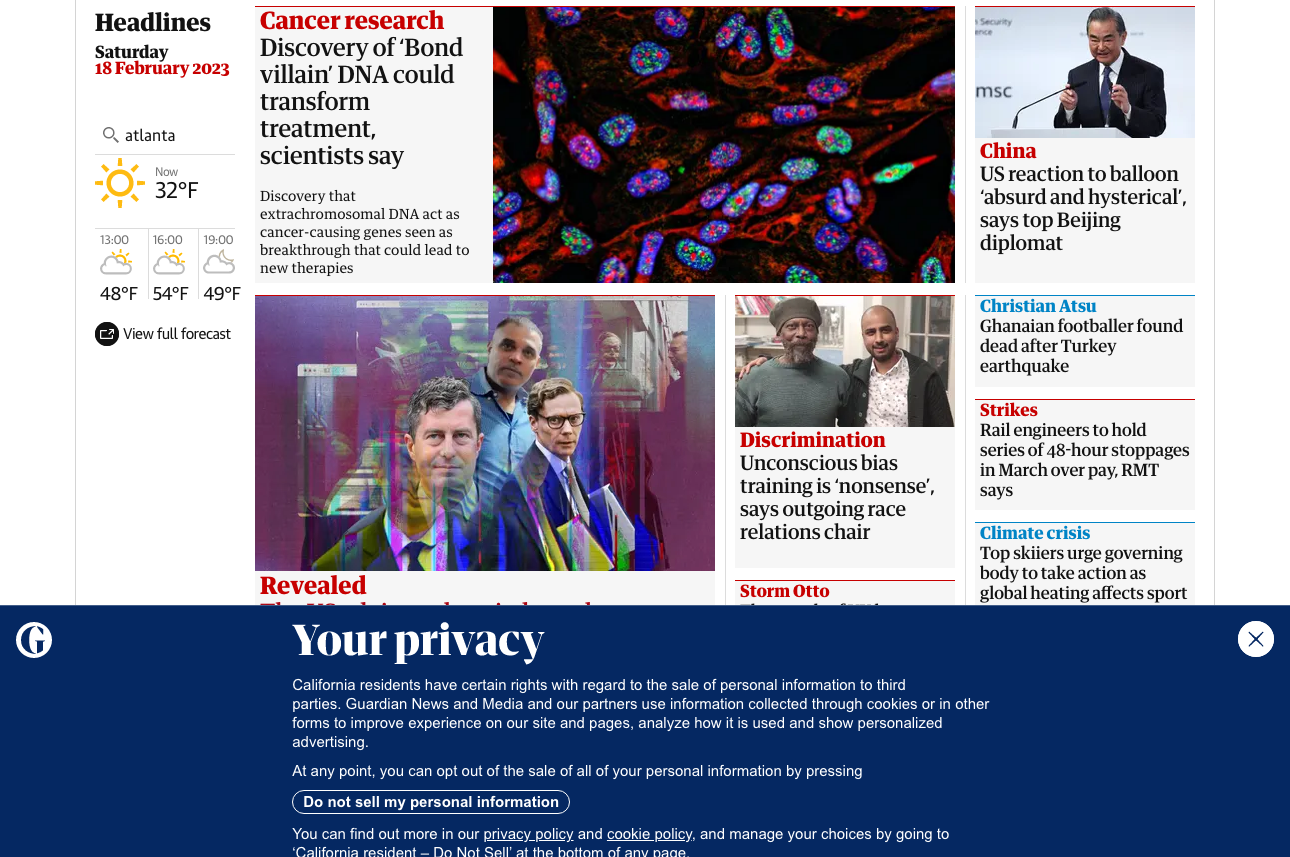 Headlines
Saturday
18 February 2023
atlanta
Now
32°F
13:00
48°F
16:00
54°F
19:00
49°F
View full forecast
Cancer research
Discovery of ‘Bond
villain’ DNA could
transform
treatment,
scientists say
Discovery that
extrachromosomal DNA act as
cancer-causing genes seen as
breakthrough that could lead to
new therapies
Security
ence
msc
China
US reaction to balloon
‘absurd and hysterical’,
says top Beijing
diplomat
Revealed
Discrimination
Unconscious bias
training is ‘nonsense’,
says outgoing race
relations chair
Storm Otto
Christian Atsu
Ghanaian footballer found
dead after Turkey
earthquake
Strikes
Rail engineers to hold
series of 48-hour stoppages
in March over pay, RMT
says
Climate crisis
Top skiiers urge governing
body to take action as
global heating affects sport
G
Your privacy
California residents have certain rights with regard to the sale of personal information to third
parties. Guardian News and Media and our partners use information collected through cookies or in other
forms to improve experience on our site and pages, analyze how it is used and show personalized
advertising.
At any point, you can opt out of the sale of all of your personal information by pressing
Do not sell my personal information
You can find out more in our privacy policy and cookie policy, and manage your choices by going to
‘California resident – Do Not Sell’ at the bottom of any page.